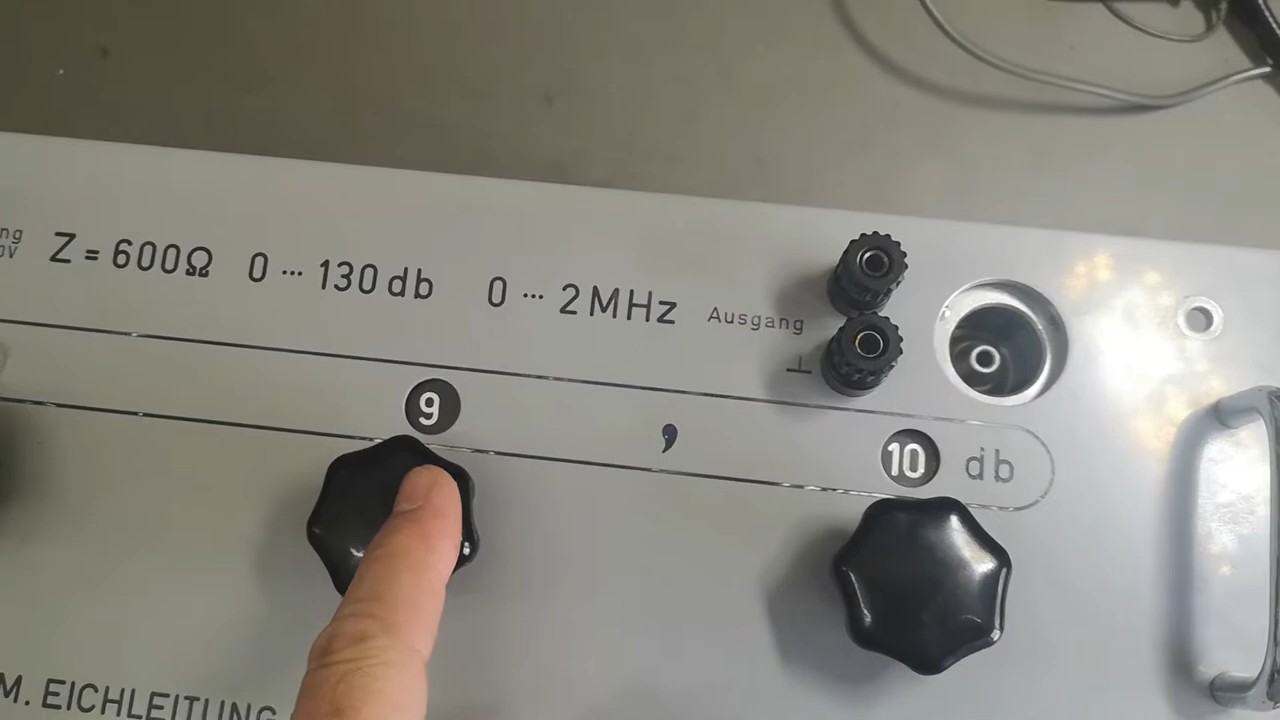 Z = 600Ω 0 ··· 130 db 0 ··· 2 MHz Ausgang
9 , 10 db
M. EICHLEITUNG